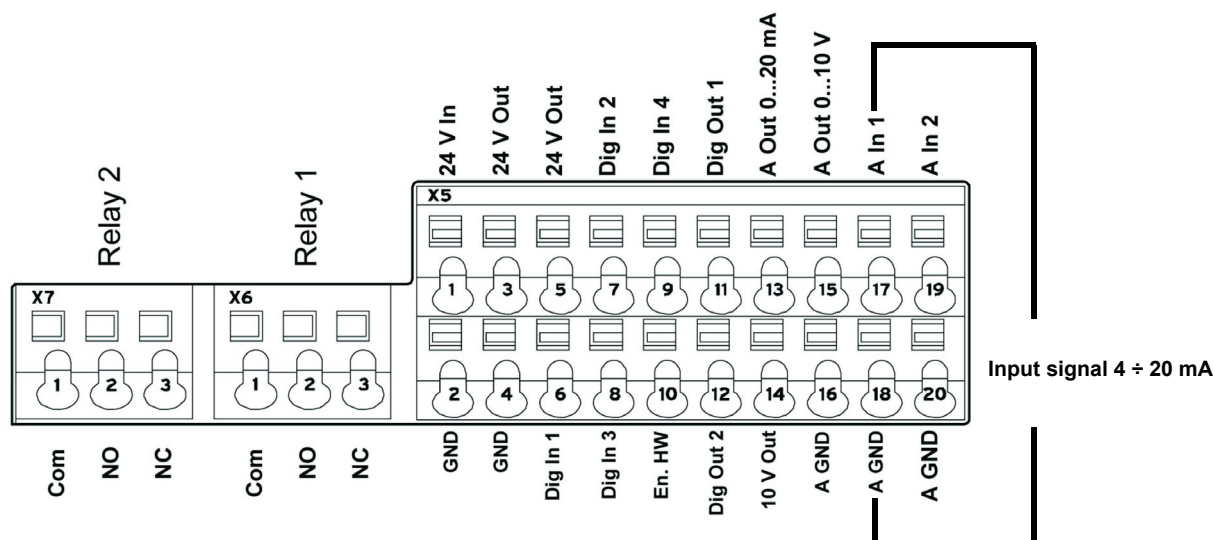 Relay 2
Relay 1
24 V In
24 V Out
24 V Out
Dig In 2
Dig In 4
Dig Out 1
A Out 0...20 mA
A Out 0...10 V
A In 1
A In 2
X5
1 3 5 7 9 11 13 15 17 19
X7
X6
1 2 3
1 2 3
2 4 6 8 10 12 14 16 18 20
Input signal 4 ÷ 20 mA
Com
NO
NC
Com
NO
NC
GND
GND
Dig In 1
Dig In 3
En. HW
Dig Out 2
10 V Out
A GND
A GND
A GND